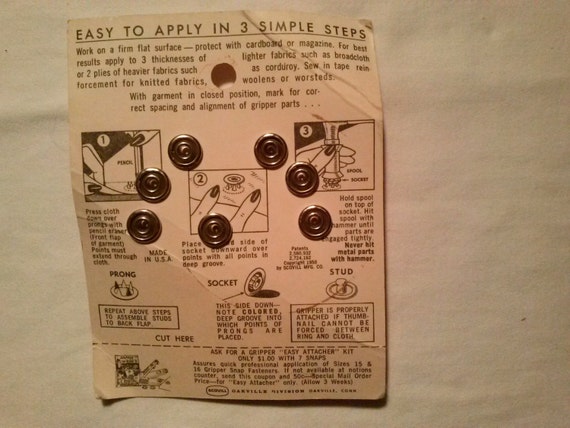 EASY TO APPLY IN 3 SIMPLE STEPS
Work on a firm flat surface — protect with cardboard or magazine. For best
results apply to 3 thicknesses of lighter fabrics such as broadcloth
or 2 plies of heavier fabrics such as corduroy. Sew in tape rein
forcement for knitted fabrics, woolens or worsteds.
With garment in closed position, mark for cor-
rect spacing and alignment of gripper parts . . .
1
PENCIL
Press cloth
down over
prongs with
pencil eraser
(Front flap
of garment)
Points must
extend through
cloth.
MADE
IN U.S.A.
2
Place side of
socket downward over
points with all points in
deep groove.
3
SPOOL
SOCKET
Hold spool
on top of
socket. Hit
spool with
hammer until
parts are
engaged tightly.
Never hit
metal parts
with hammer.
Patents
2,724,162
Copyright 1950
SCOVILL MFG. CO.
PRONG
SOCKET
STUD
REPEAT ABOVE STEPS
TO ASSEMBLE STUDS
TO BACK FLAP
THIS SIDE DOWN—
NOTE COLORED,
DEEP GROOVE INTO
WHICH POINTS OF
PRONGS ARE
PLACED.
GRIPPER IS PROPERLY
ATTACHED IF THUMB-
NAIL CANNOT BE
FORCED BETWEEN
RING AND CLOTH
CUT HERE
ASK FOR A GRIPPER "EASY ATTACHER" KIT
ONLY $1.00 WITH 7 SNAPS
Assures quick professional application of Sizes 15 &
16 Gripper Snap Fasteners. If not available at notions
counter, send this coupon and 50c—Special Mail Order
Price—for "Easy Attacher" only. (Allow 3 Weeks)
SCOVILL OAKVILLE DIVISION OAKVILLE, CONN.